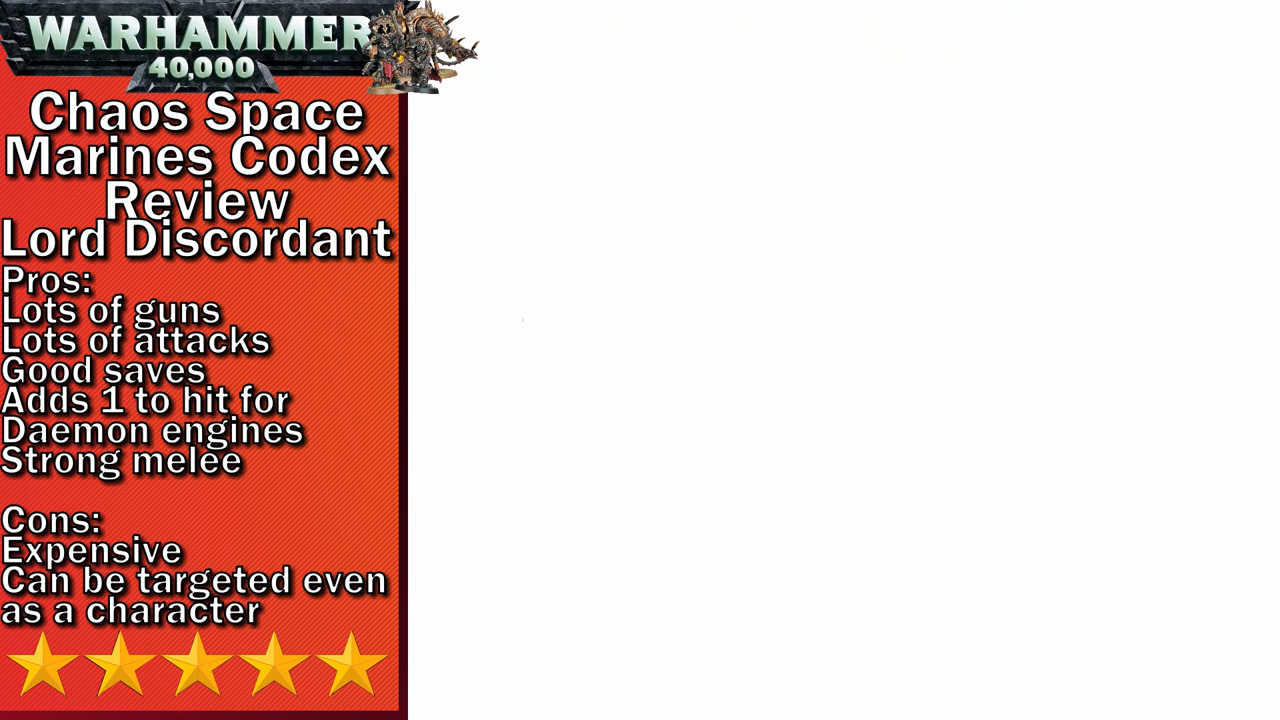 WARHAMMER
40,000
Chaos Space
Marines Codex
Review
Lord Discordant
Pros:
Lots of guns
Lots of attacks
Good saves
Adds 1 to hit for
Daemon engines
Strong melee
Cons:
Expensive
Can be targeted even
as a character